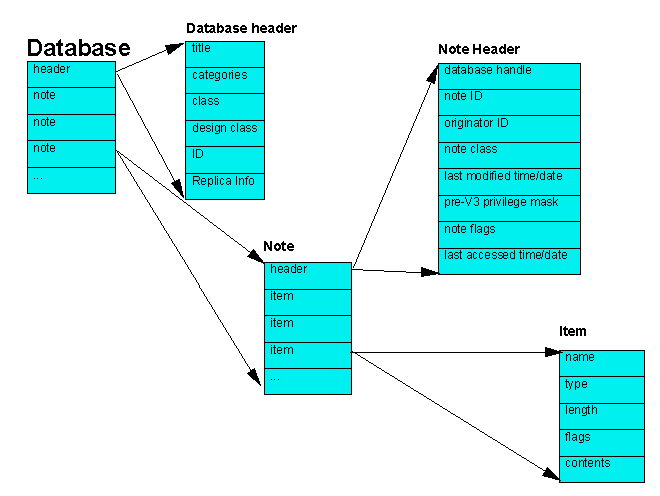 Database
header
note
note
note
...
Database header
title
categories
class
design class
ID
Replica Info
Note Header
database handle
note ID
originator ID
note class
last modified time/date
pre-V3 privilege mask
note flags
last accessed time/date
Note
header
item
item
item
...
Item
name
type
length
flags
contents